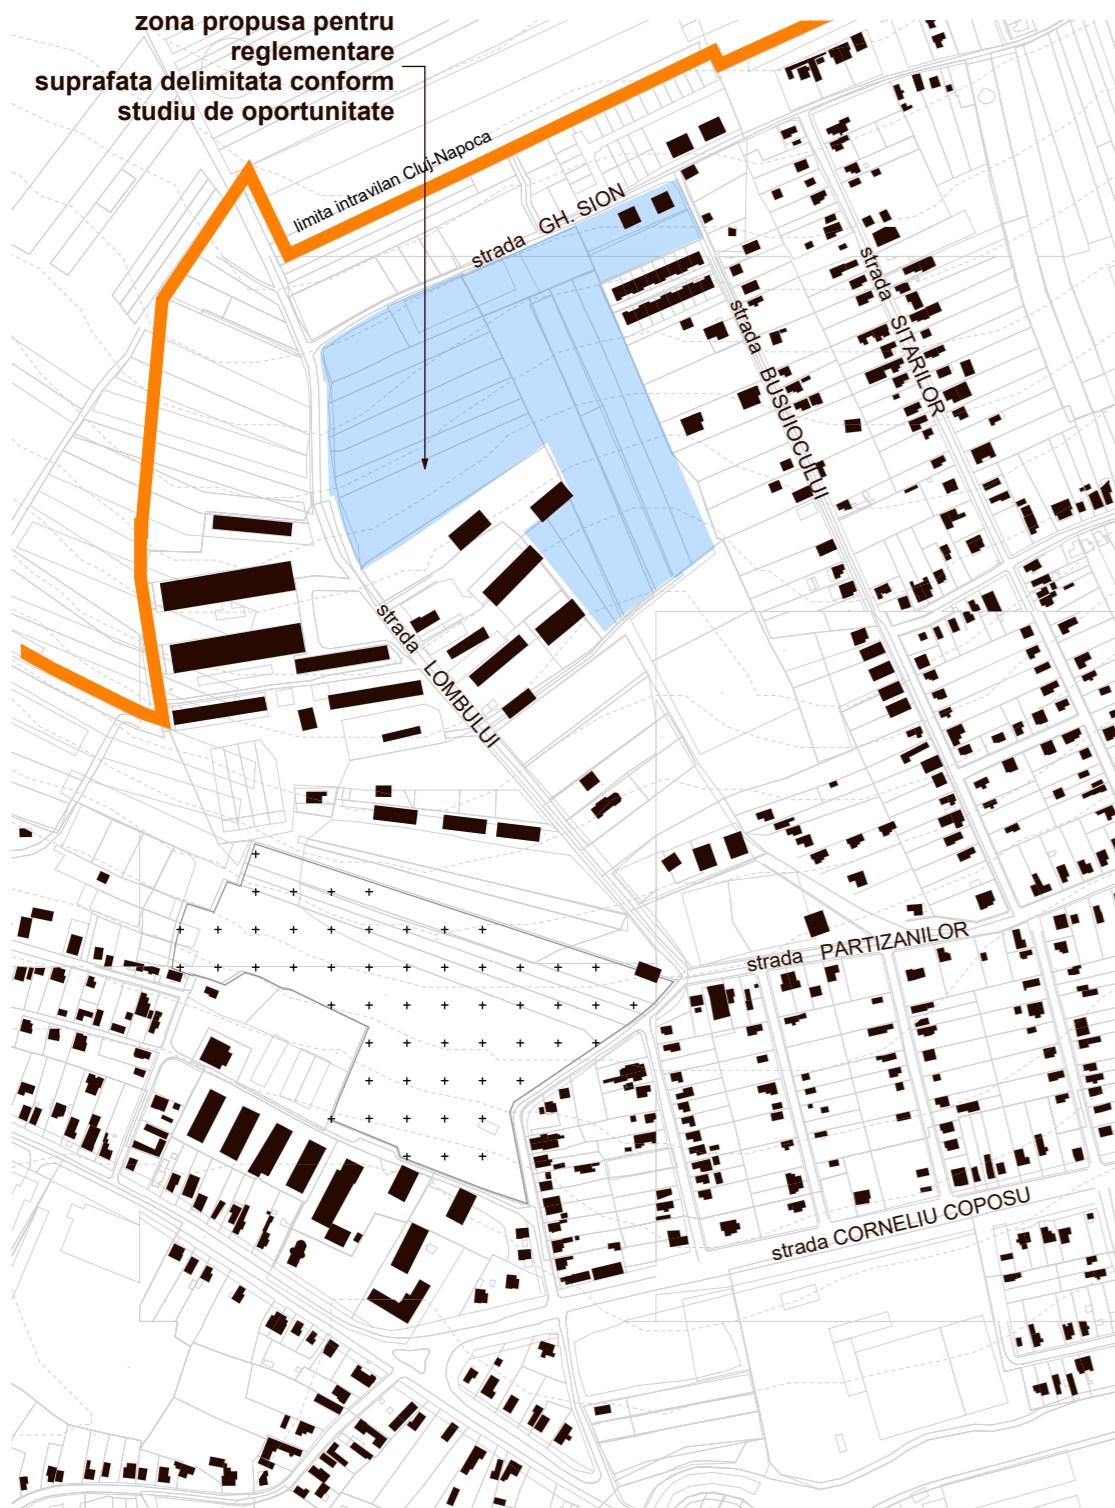 zona propusa pentru
reglementare
suprafata delimitata conform
studiu de oportunitate
limita intravilan Cluj-Napoca
strada GH. SION
strada SITARILOR
strada BUSUIOCULUI
strada LOMBULUI
strada PARTIZANILOR
strada CORNELIU COPOSU